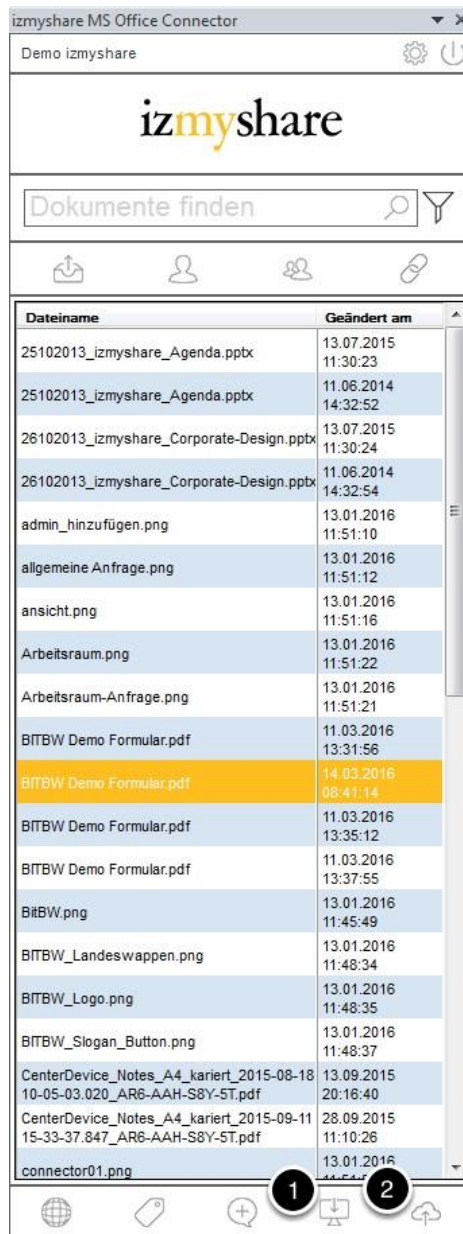 izmyshare MS Office Connector
Demo izmyshare
izmyshare
Dokumente finden
Dateiname Geändert am
25102013_izmyshare_Agenda.pptx 13.07.2015
11:30:23
25102013_izmyshare_Agenda.pptx 11.06.2014
14:32:52
26102013_izmyshare_Corporate-Design.pptx 13.07.2015
11:30:24
26102013_izmyshare_Corporate-Design.pptx 11.06.2014
14:32:54
admin_hinzufügen.png 13.01.2016
11:51:10
allgemeine Anfrage.png 13.01.2016
11:51:12
ansicht.png 13.01.2016
11:51:16
Arbeitsraum.png 13.01.2016
11:51:22
Arbeitsraum-Anfrage.png 13.01.2016
11:51:21
BITBW Demo Formular.pdf 11.03.2016
13:31:56
BITBW Demo Formular.pdf 14.03.2016
08:41:14
BITBW Demo Formular.pdf 11.03.2016
13:35:12
BITBW Demo Formular.pdf 11.03.2016
13:37:55
BitBW.png 13.01.2016
11:45:49
BITBW_Landeswappen.png 13.01.2016
11:48:34
BITBW_Logo.png 13.01.2016
11:48:35
BITBW_Slogan_Button.png 13.01.2016
11:48:37
CenterDevice_Notes_A4_kariert_2015-08-18 13.09.2015
10-05-03.020_AR6-AAH-S8Y-5T.pdf 20:16:40
CenterDevice_Notes_A4_kariert_2015-09-11 28.09.2015
15-33-37.847_AR6-AAH-S8Y-5T.pdf 11:10:26
connector01.png 13.01.2016
1 2